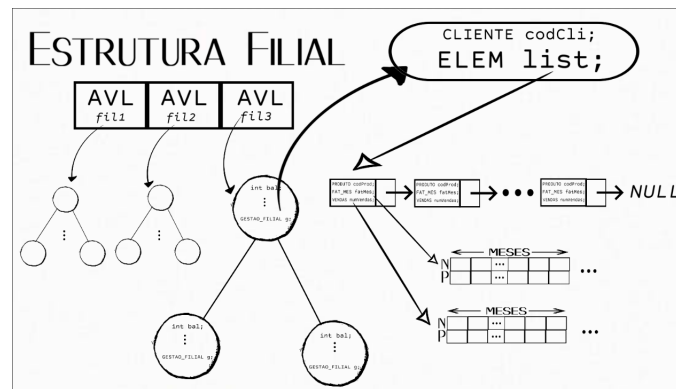 ESTRUTURA FILIAL
CLIENTE codCli;
ELEM list;
AVL AVL AVL
fil1 fil2 fil3
int bal;
⋮
GESTAO_FILIAL g;
PRODUTO codProd;
FAT_MES fatMes;
VENDAS numVendas;
PRODUTO codProd;
FAT_MES fatMes;
VENDAS numVendas;
•••
PRODUTO codProd;
FAT_MES fatMes;
VENDAS numVendas;
NULL
MESES
N
P
...
...
...
MESES
N
P
...
...
...
int bal;
⋮
GESTAO_FILIAL g;
int bal;
⋮
GESTAO_FILIAL g;